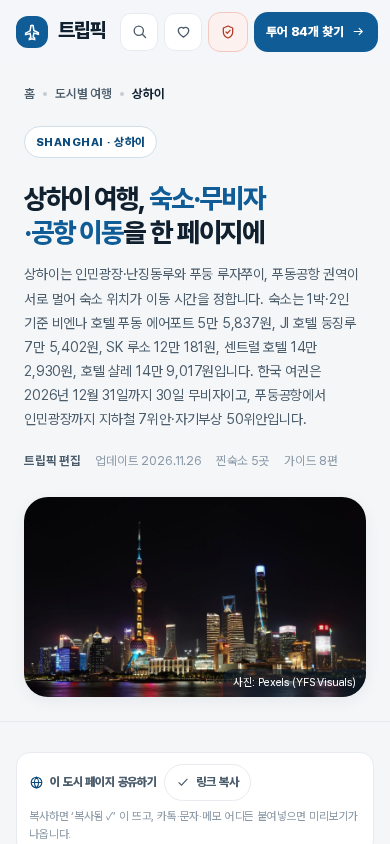 트립픽
투어 84개 찾기 →
홈 • 도시별 여행 • 상하이
SHANGHAI · 상하이
상하이 여행, 숙소·무비자
·공항 이동을 한 페이지에
상하이는 인민광장·난징동루와 푸둥 루자쭈이, 푸동공항 권역이
서로 멀어 숙소 위치가 이동 시간을 정합니다. 숙소는 1박·2인
기준 비엔나 호텔 푸동 에어포트 5만 5,837원, JI 호텔 둥징루
7만 5,402원, SK 루소 12만 181원, 센트럴 호텔 14만
2,930원, 호텔 샬레 14만 9,017원입니다. 한국 여권은
2026년 12월 31일까지 30일 무비자이고, 푸둥공항에서
인민광장까지 지하철 7위안·자기부상 50위안입니다.
트립픽 편집 업데이트 2026.11.26 찐숙소 5곳 가이드 8편
사진: Pexels (YFS Visuals)
이 도시 페이지 공유하기 ✓ 링크 복사
복사하면 ‘복사됨 ✓’ 이 뜨고, 카톡·문자·메모 어디든 붙여넣으면 미리보기가
나옵니다.